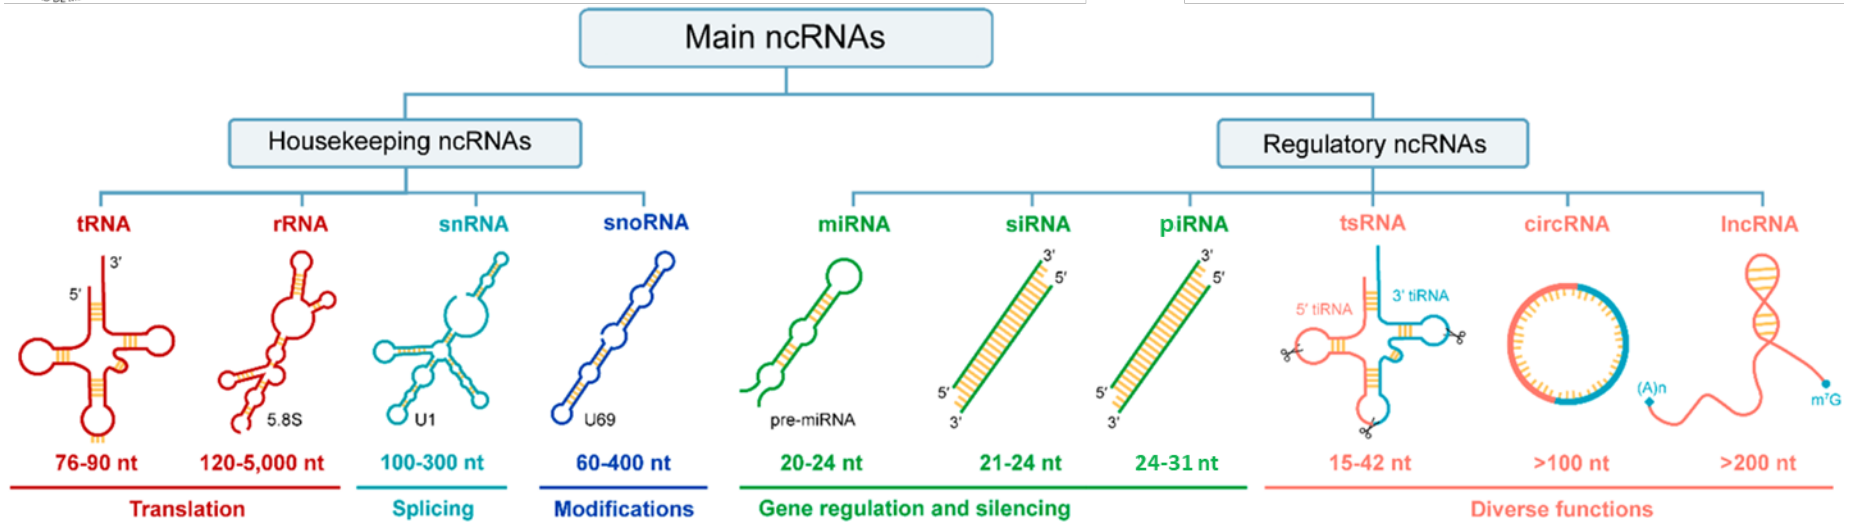 Main ncRNAs
Housekeeping ncRNAs
Regulatory ncRNAs
tRNA
rRNA
snRNA
snoRNA
miRNA
siRNA
piRNA
tsRNA
circRNA
lncRNA
3'
5'
5.8S
U1
U69
pre-miRNA
3'
5'
5'
3'
3'
5'
5'
3'
5' tiRNA
3' tiRNA
(A)n
m⁷G
76-90 nt
120-5,000 nt
100-300 nt
60-400 nt
20-24 nt
21-24 nt
24-31 nt
15-42 nt
>100 nt
>200 nt
Translation
Splicing
Modifications
Gene regulation and silencing
Diverse functions